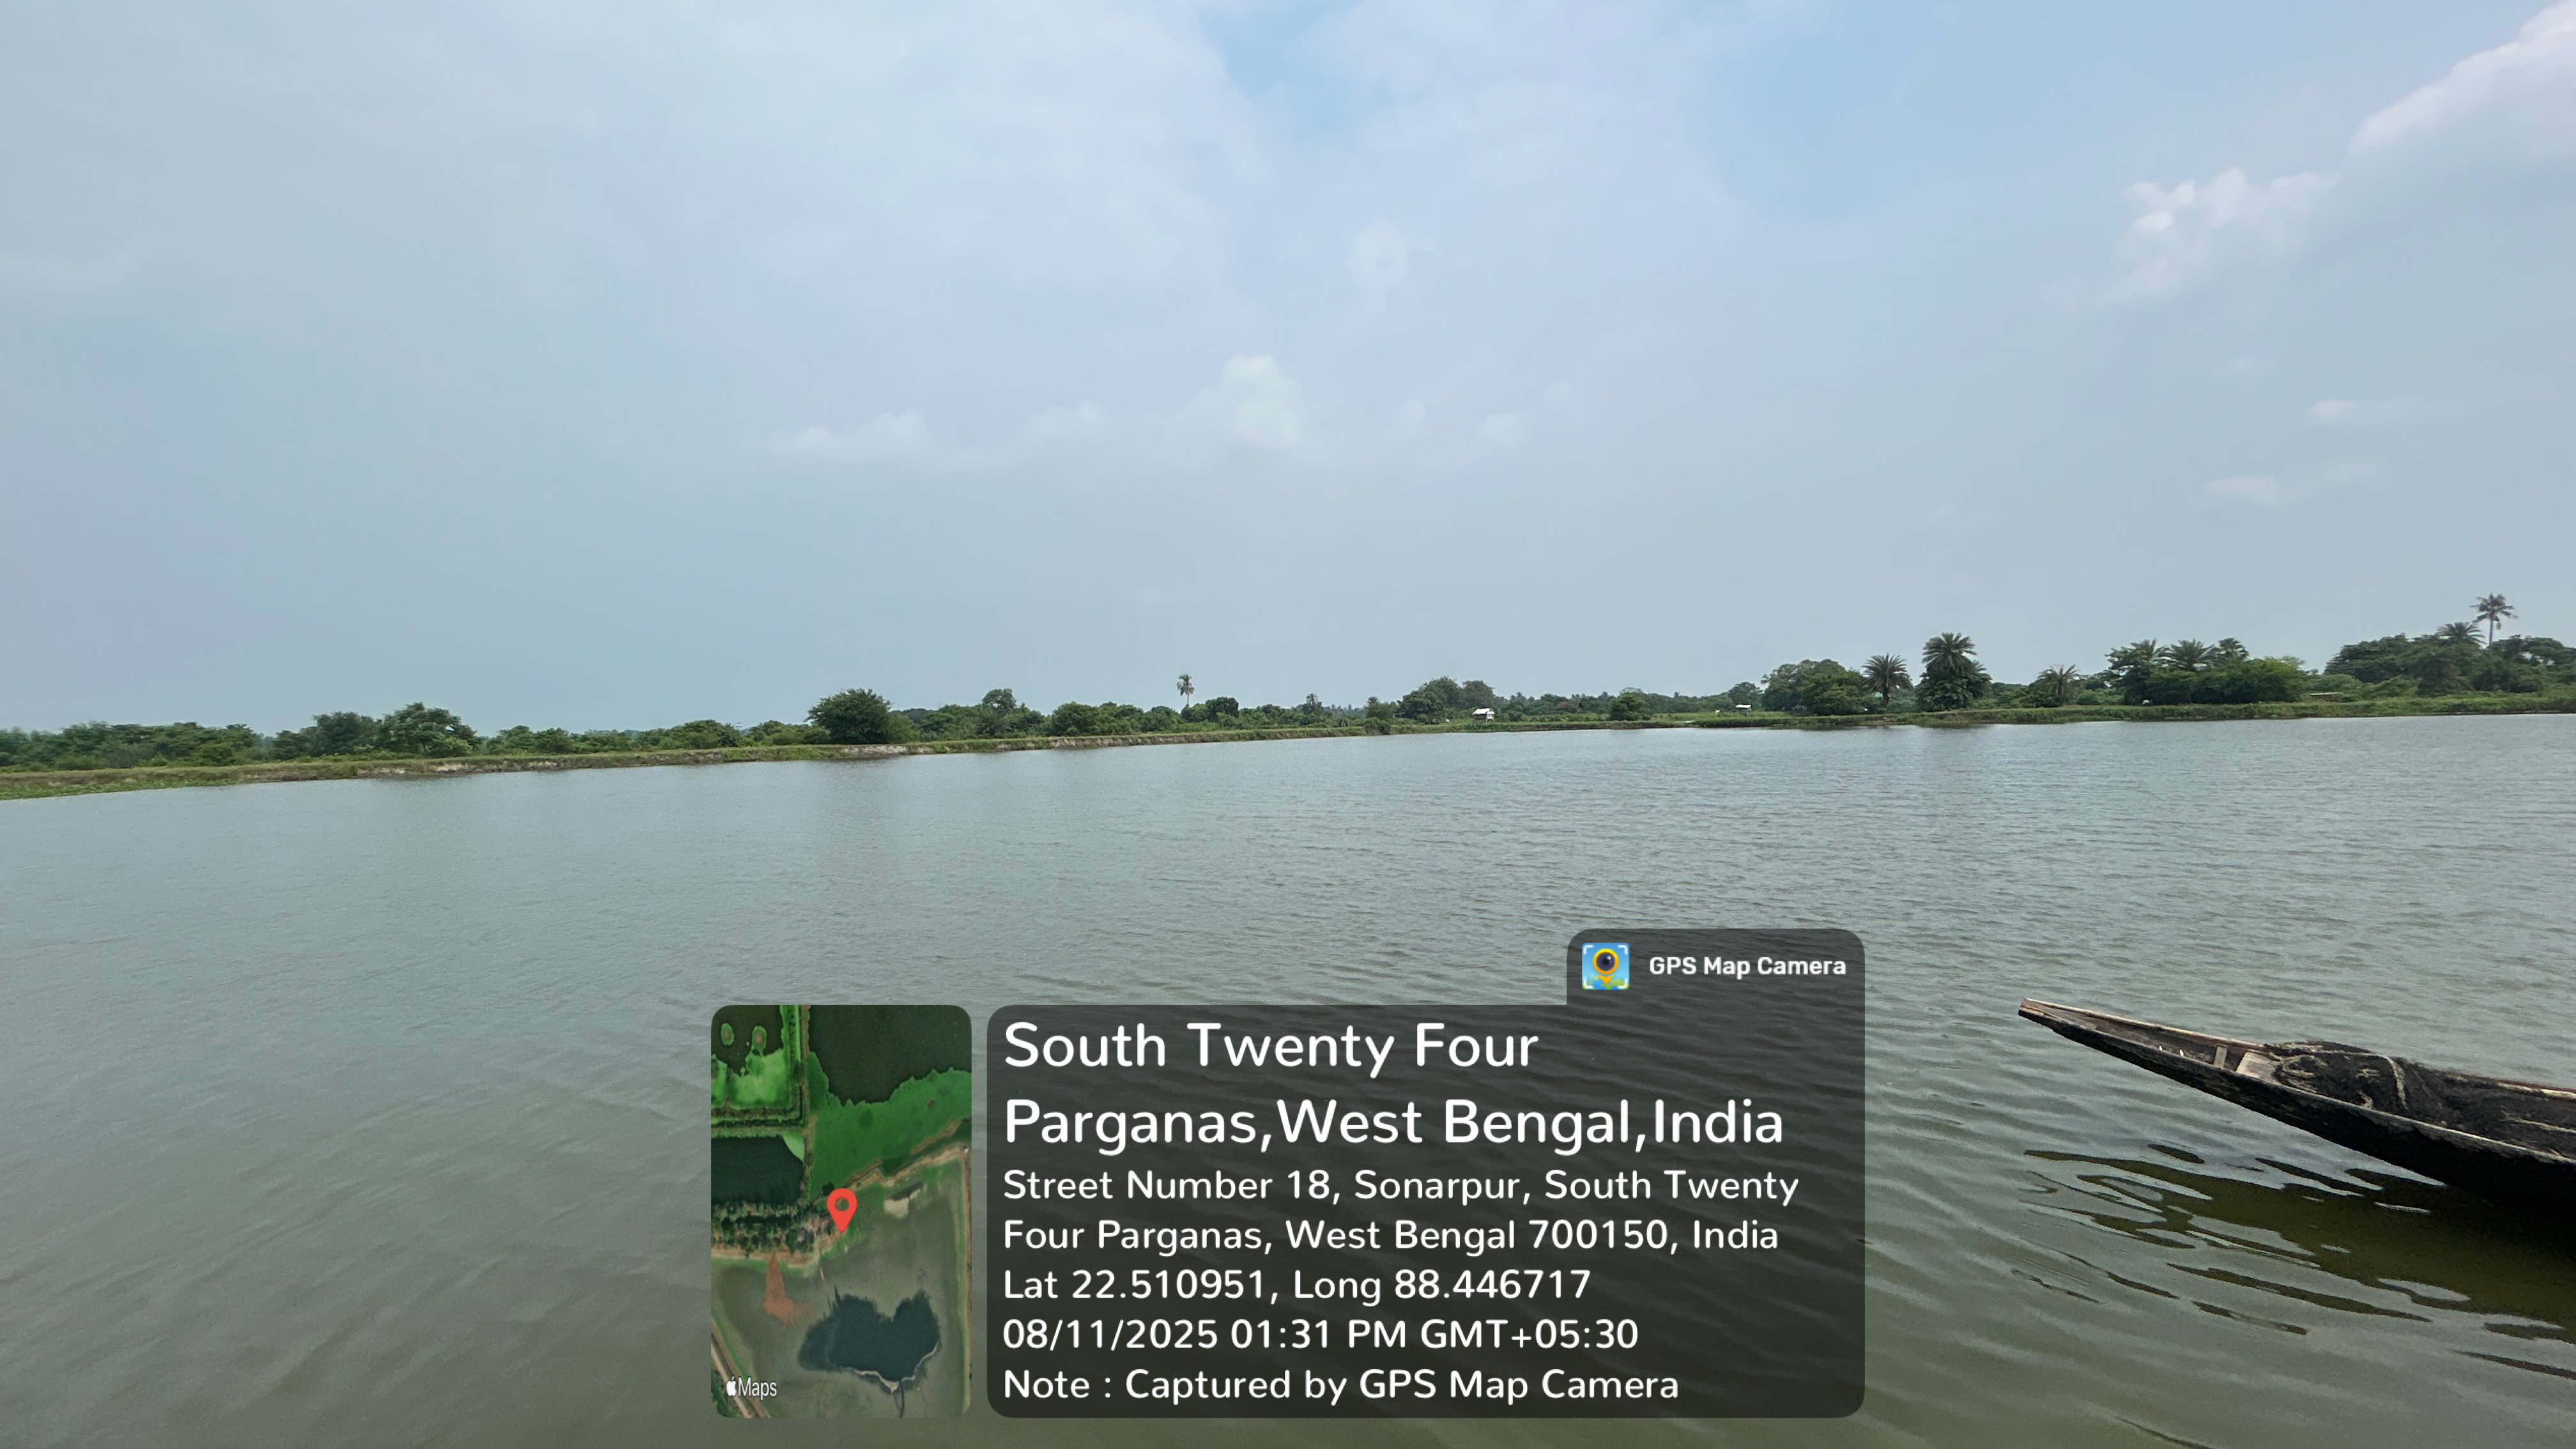 GPS Map Camera
South Twenty Four
Parganas,West Bengal,India
Street Number 18, Sonarpur, South Twenty
Four Parganas, West Bengal 700150, India
Lat 22.510951, Long 88.446717
08/11/2025 01:31 PM GMT+05:30
Note : Captured by GPS Map Camera
Maps